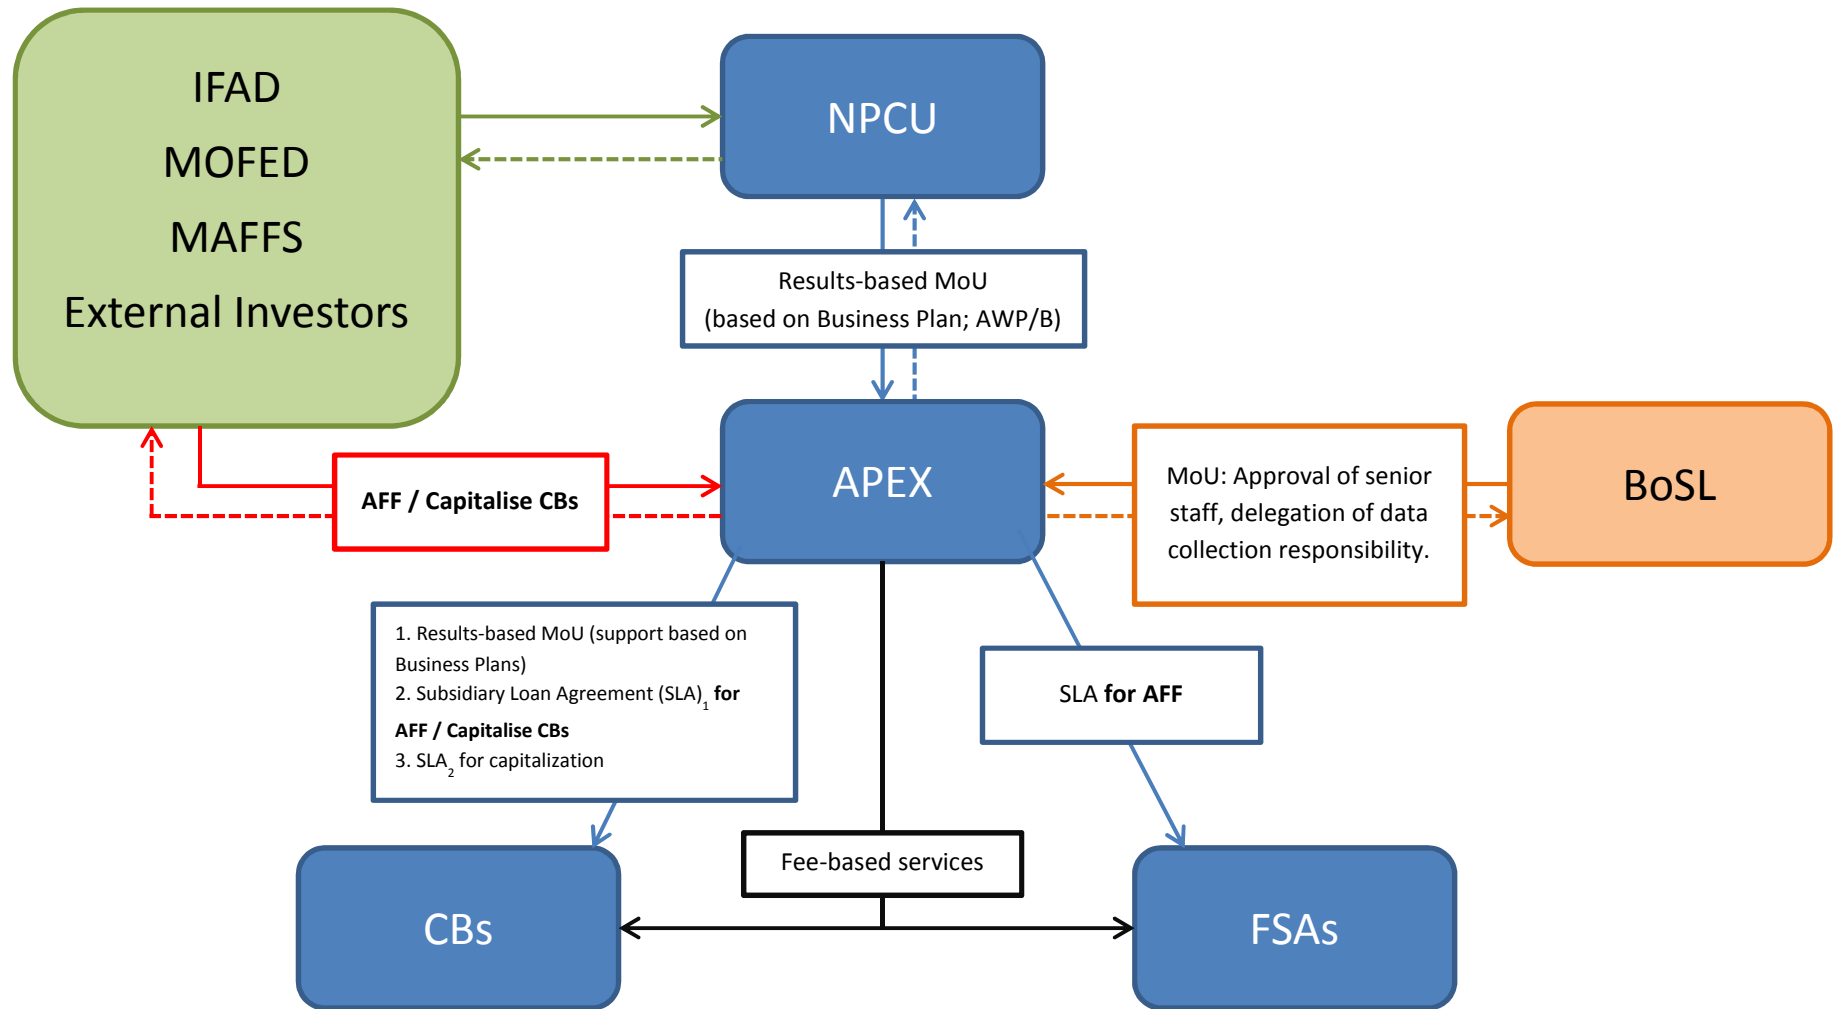 IFAD
MOFED
MAFFS
External Investors
NPCU
Results-based MoU
(based on Business Plan; AWP/B)
AFF / Capitalise CBs
APEX
MoU: Approval of senior
staff, delegation of data
collection responsibility.
BoSL
1. Results-based MoU (support based on
Business Plans)
2. Subsidiary Loan Agreement (SLA)1 for
AFF / Capitalise CBs
3. SLA2 for capitalization
SLA for AFF
Fee-based services
CBs
FSAs